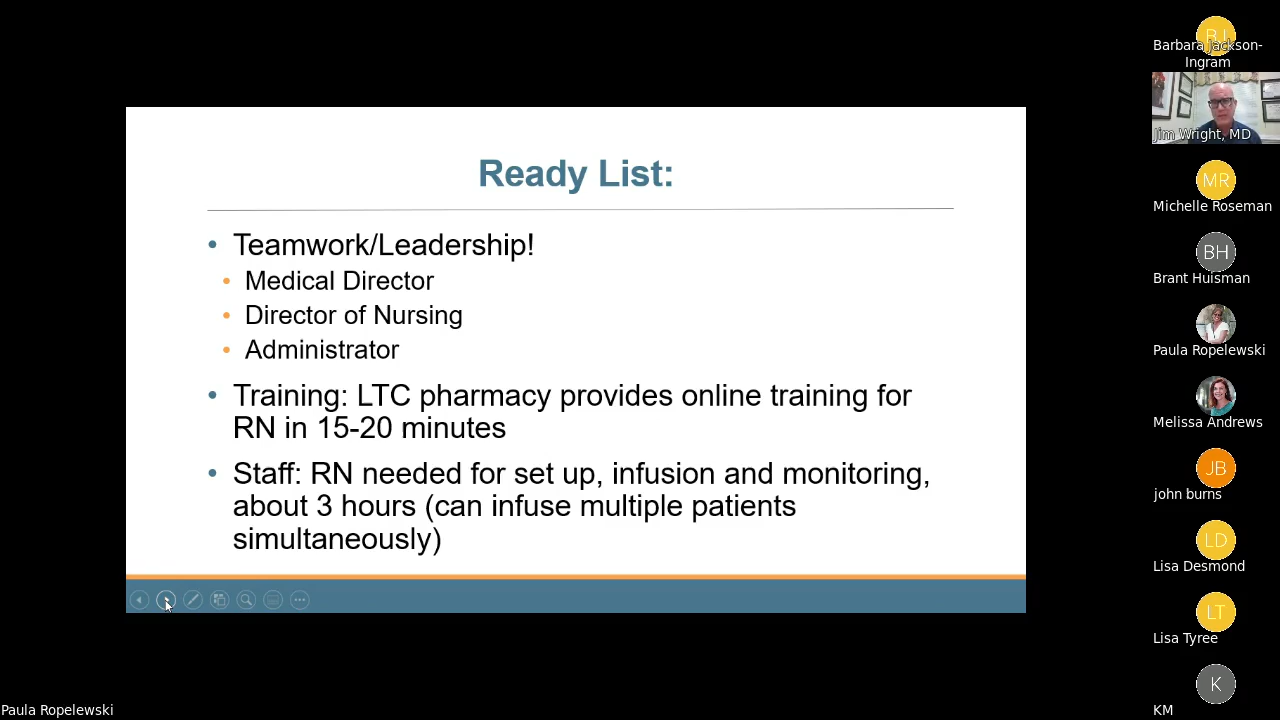 Ready List:
• Teamwork/Leadership!
• Medical Director
• Director of Nursing
• Administrator
• Training: LTC pharmacy provides online training for
RN in 15-20 minutes
• Staff: RN needed for set up, infusion and monitoring,
about 3 hours (can infuse multiple patients
simultaneously)
BJ
Barbara Jackson-
Ingram
Jim Wright, MD
MR
Michelle Roseman
BH
Brant Huisman
Paula Ropelewski
Melissa Andrews
JB
john burns
LD
Lisa Desmond
LT
Lisa Tyree
K
KM
Paula Ropelewski